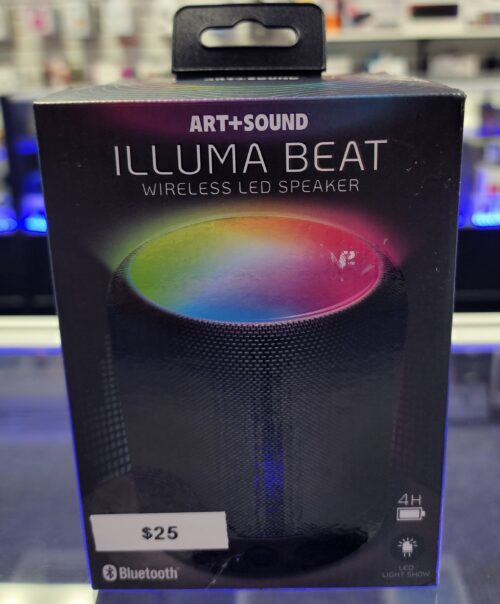 ART+SOUND
ART+SOUND
ILLUMA BEAT
WIRELESS LED SPEAKER
4H
$25
Bluetooth®
LED
LIGHT SHOW